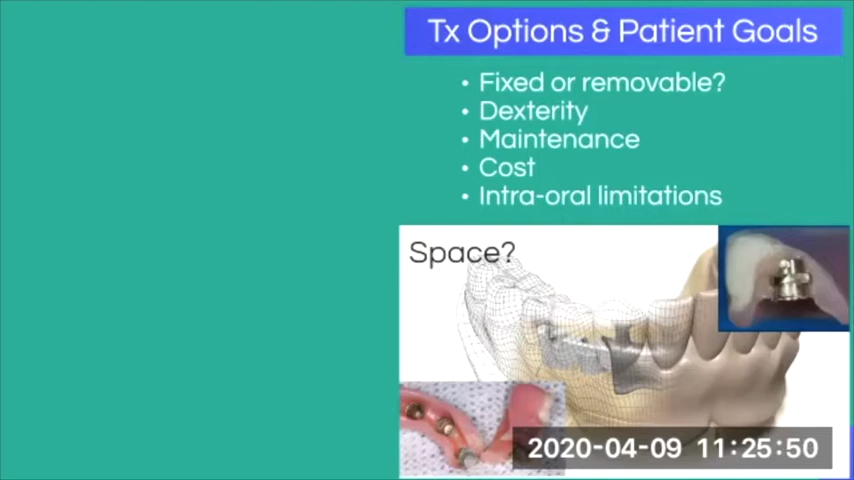 Tx Options & Patient Goals
• Fixed or removable?
• Dexterity
• Maintenance
• Cost
• Intra-oral limitations
Space?
2020-04-09 11:25:50